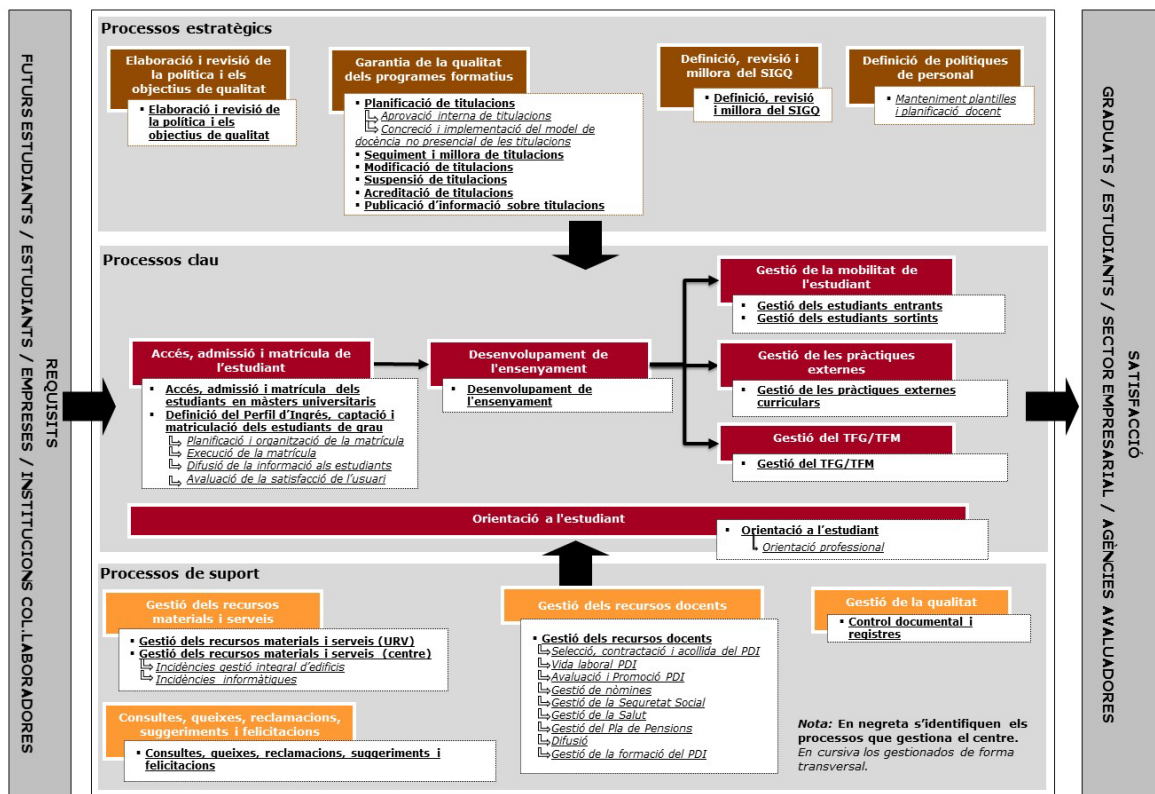 FUTURS ESTUDIANTS / ESTUDIANTS / EMPRESES / INSTITUCIONS COL.LABORADORES
REQUISITS
Processos estratègics
Elaboració i revisió de
la política i els
objectius de qualitat
▪ Elaboració i revisió de
la política i els
objectius de qualitat
Garantia de la qualitat
dels programes formatius
▪ Planificació de titulacions
Aprovació interna de titulacions
Concreció i implementació del model de
docència no presencial de les titulacions
▪ Seguiment i millora de titulacions
▪ Modificació de titulacions
▪ Suspensió de titulacions
▪ Acreditació de titulacions
▪ Publicació d’informació sobre titulacions
Definició, revisió i
millora del SIGQ
▪ Definició, revisió
i millora del SIGQ
Definició de polítiques
de personal
▪ Manteniment plantilles
i planificació docent
Processos clau
Accés, admissió i matrícula de
l’estudiant
▪ Accés, admissió i matrícula dels
estudiants en màsters universitaris
▪ Definició del Perfil d’Ingrés, captació i
matriculació dels estudiants de grau
Planificació i organització de la matrícula
Execució de la matrícula
Difusió de la informació als estudiants
Avaluació de la satisfacció de l’usuari
Desenvolupament de
l'ensenyament
▪ Desenvolupament de
l'ensenyament
Gestió de la mobilitat de
l'estudiant
▪ Gestió dels estudiants entrants
▪ Gestió dels estudiants sortints
Gestió de les pràctiques
externes
▪ Gestió de les pràctiques externes
curriculars
Gestió del TFG/TFM
▪ Gestió del TFG/TFM
Orientació a l'estudiant
▪ Orientació a l’estudiant
Orientació professional
Processos de suport
Gestió dels recursos
materials i serveis
▪ Gestió dels recursos materials i serveis (URV)
▪ Gestió dels recursos materials i serveis (centre)
Incidències gestió integral d’edificis
Incidències informàtiques
Consultes, queixes, reclamacions,
suggeriments i felicitacions
▪ Consultes, queixes, reclamacions, suggeriments i
felicitacions
Gestió dels recursos docents
▪ Gestió dels recursos docents
Selecció, contractació i acollida del PDI
Vida laboral PDI
Avaluació i Promoció PDI
Gestió de nòmines
Gestió de la Seguretat Social
Gestió de la Salut
Gestió del Pla de Pensions
Difusió
Gestió de la formació del PDI
Gestió de la qualitat
▪ Control documental i
registres
Nota: En negreta s’identifiquen els
processos que gestiona el centre.
En cursiva los gestionados de forma
transversal.
SATISFACCIÓ
GRADUATS / ESTUDIANTS / SECTOR EMPRESARIAL / AGÈNCIES AVALUADORES